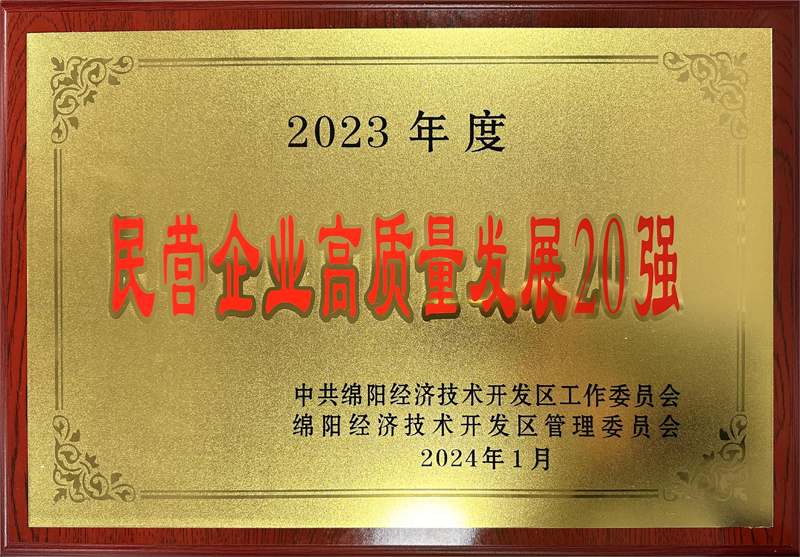 2023 年度
民营企业高质量发展20强
中共绵阳经济技术开发区工作委员会
绵阳经济技术开发区管理委员会
2024年1月